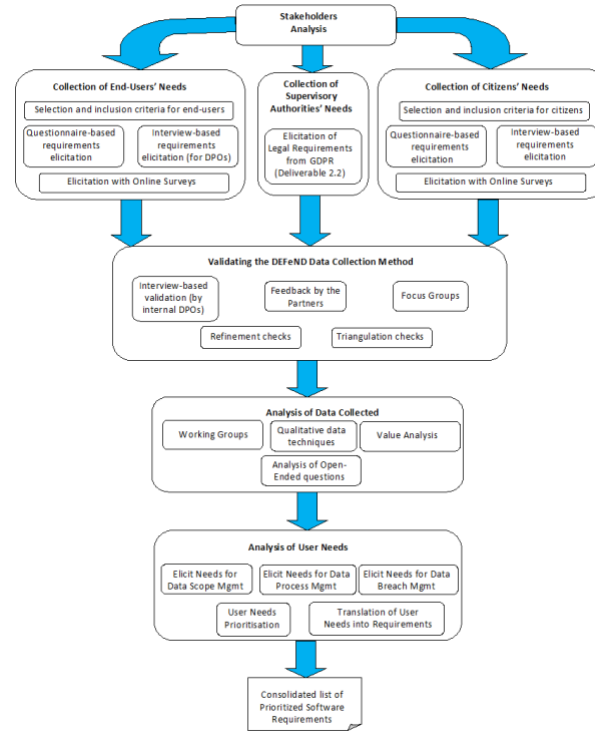 Stakeholders
Analysis
Collection of End-Users' Needs
Selection and inclusion criteria for end-users
Questionnaire-based
requirements
elicitation
Interview-based
requirements
elicitation (for DPOs)
Elicitation with Online Surveys
Collection of
Supervisory
Authorities' Needs
Elicitation of
Legal Requirements
from GDPR
(Deliverable 2.2)
Collection of Citizens' Needs
Selection and inclusion criteria for citizens
Questionnaire-based
requirements
elicitation
Interview-based
requirements
elicitation
Elicitation with Online Surveys
Validating the DEFeND Data Collection Method
Interview-based
validation (by
internal DPOs)
Feedback by the
Partners
Focus Groups
Refinement checks
Triangulation checks
Analysis of Data Collected
Working Groups
Qualitative data
techniques
Value Analysis
Analysis of Open-
Ended questions
Analysis of User Needs
Elicit Needs for
Data Scope Mgmt
Elicit Needs for Data
Process Mgmt
Elicit Needs for Data
Breach Mgmt
User Needs
Prioritisation
Translation of User
Needs into Requirements
Consolidated list of
Prioritized Software
Requirements